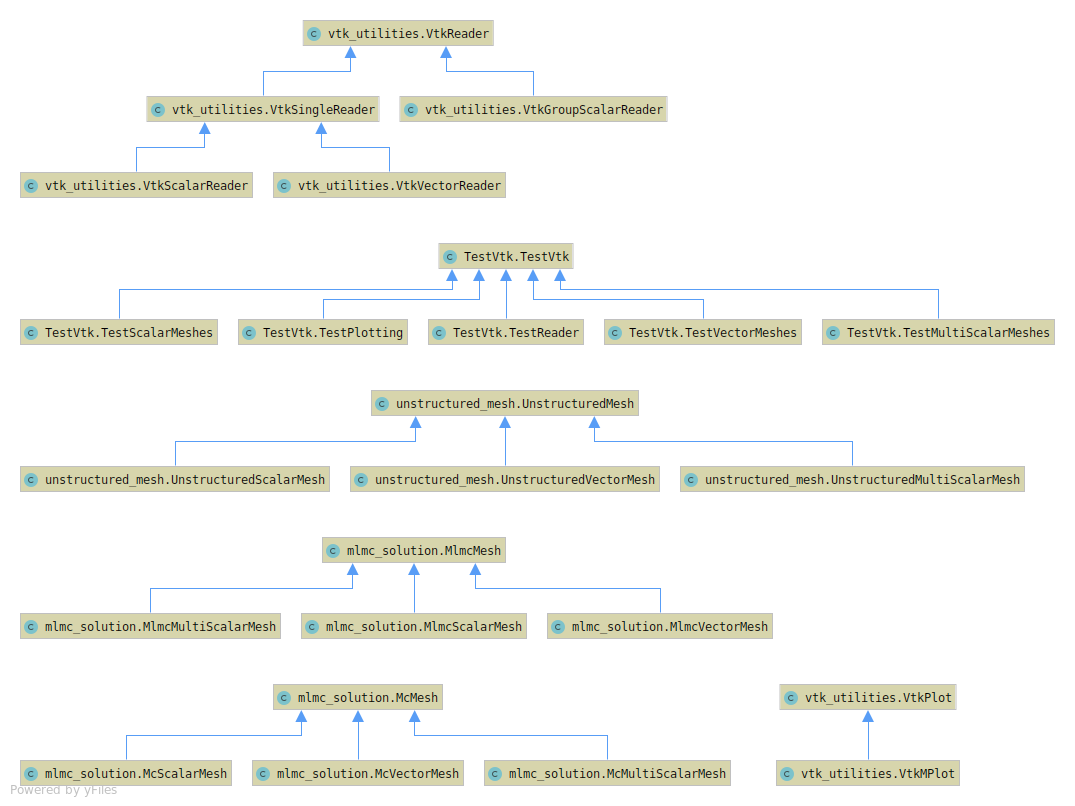 C vtk_utilities.VtkReader
C vtk_utilities.VtkSingleReader C vtk_utilities.VtkGroupScalarReader
C vtk_utilities.VtkScalarReader C vtk_utilities.VtkVectorReader
C TestVtk.TestVtk
C TestVtk.TestScalarMeshes C TestVtk.TestPlotting C TestVtk.TestReader C TestVtk.TestVectorMeshes C TestVtk.TestMultiScalarMeshes
C unstructured_mesh.UnstructuredMesh
C unstructured_mesh.UnstructuredScalarMesh C unstructured_mesh.UnstructuredVectorMesh C unstructured_mesh.UnstructuredMultiScalarMesh
C mlmc_solution.MlmcMesh
C mlmc_solution.MlmcMultiScalarMesh C mlmc_solution.MlmcScalarMesh C mlmc_solution.MlmcVectorMesh
C mlmc_solution.McMesh C vtk_utilities.VtkPlot
C mlmc_solution.McScalarMesh C mlmc_solution.McVectorMesh C mlmc_solution.McMultiScalarMesh C vtk_utilities.VtkMPlot
Powered by yFiles